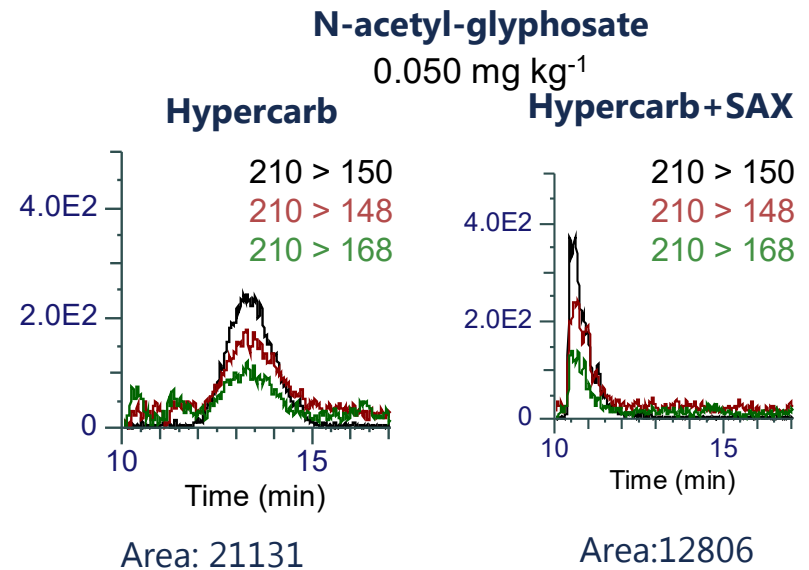 N-acetyl-glyphosate
0.050 mg kg⁻¹
Hypercarb
210 > 150
210 > 148
210 > 168
4.0E2
2.0E2
0
10
15
Time (min)
Area: 21131
Hypercarb+SAX
210 > 150
210 > 148
210 > 168
4.0E2
2.0E2
0
10
15
Time (min)
Area:12806